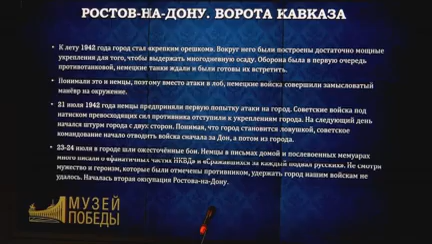 РОСТОВ-НА-ДОНУ. ВОРОТА КАВКАЗА
• К лету 1942 года город стал «крепким орешком». Вокруг него были построены достаточно мощные
укрепления для того, чтобы выдержать многодневную осаду. Оборона была в первую очередь
противотанковой, немецкие танки ждали и были готовы их встретить.
• Понимали это и немцы, поэтому вместо атаки в лоб, немецкие войска совершили замысловатый
манёвр на окружение.
• 21 июля 1942 года немцы предприняли первую попытку атаки на город. Советские войска под
натиском превосходящих сил противника отступили к укреплениям города. На следующий день
начался штурм города с двух сторон. Понимая, что город становится ловушкой, советское
командование начало отводить войска сначала за Дон, а потом из города.
• 23-24 июля в городе шли ожесточённые бои. Немцы в письмах домой и послевоенных мемуарах
много писали о «фанатичных частях НКВД» и «Сражавшихся за каждый подвал русских». Не смотря
мужество и героизм, которые были отмечены противником, удержать город нашим войскам не
удалось. Началась вторая оккупация Ростова-на-Дону.
МУЗЕЙ
ПОБЕДЫ